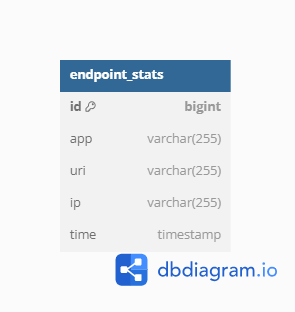 endpoint_stats
id bigint
app varchar(255)
uri varchar(255)
ip varchar(255)
time timestamp
dbdiagram.io